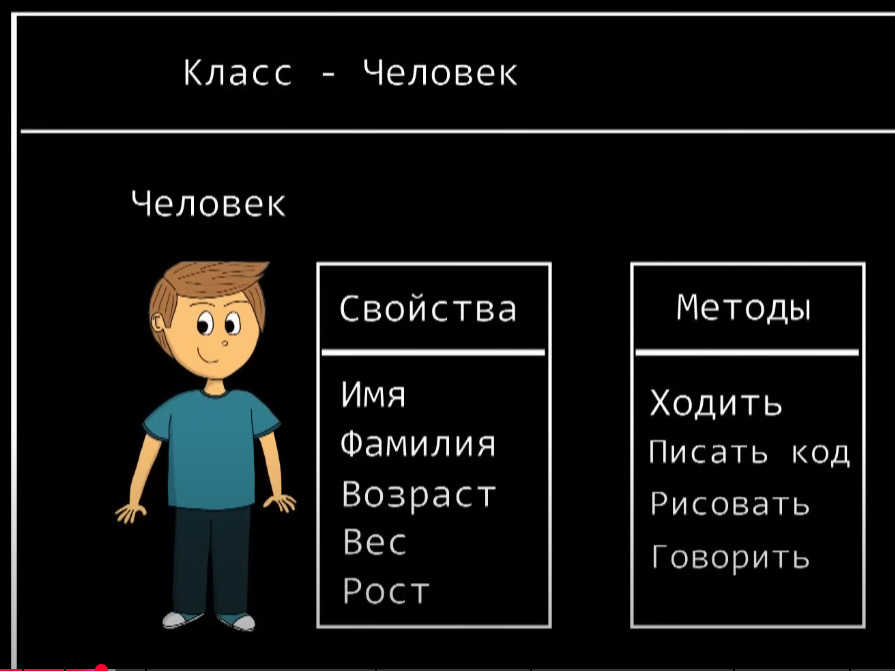 Класс - Человек
Человек
Свойства
Имя
Фамилия
Возраст
Вес
Рост
Методы
Ходить
Писать код
Рисовать
Говорить